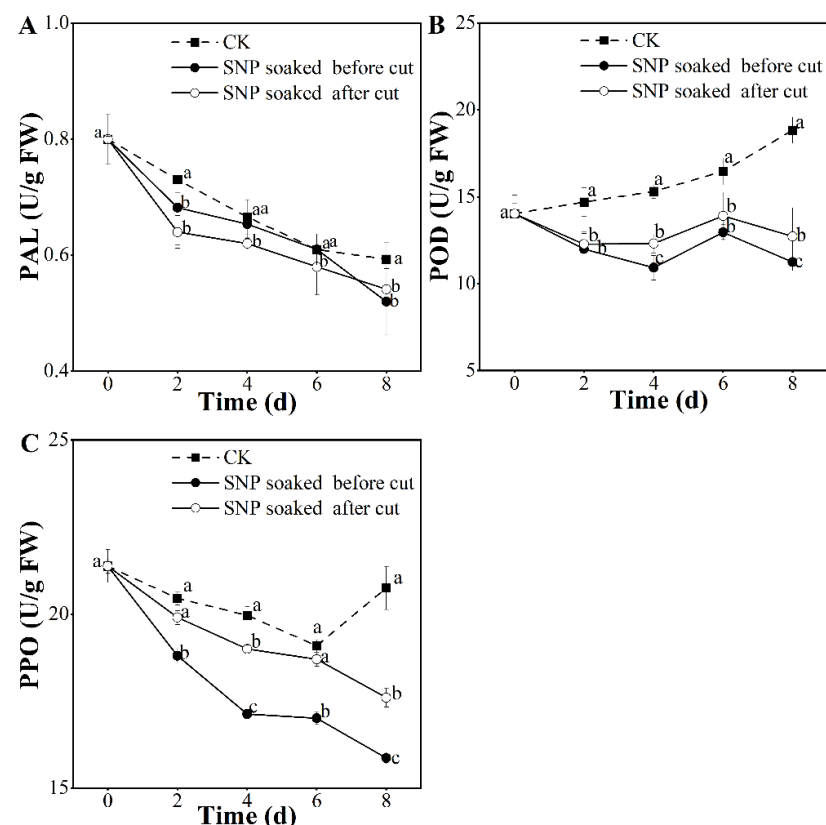 A
1.0
CK
SNP soaked before cut
SNP soaked after cut
0.8
0.6
0.4
PAL (U/g FW)
a
a
b
b
aa
b
aa
b
a
b
b
0 2 4 6 8
Time (d)
B
25
CK
SNP soaked before cut
SNP soaked after cut
20
15
10
5
POD (U/g FW)
a
a
b
b
a
b
c
a
b
b
a
b
c
0 2 4 6 8
Time (d)
C
25
CK
SNP soaked before cut
SNP soaked after cut
20
15
PPO (U/g FW)
a
a
a
b
a
b
c
a
a
b
a
b
c
0 2 4 6 8
Time (d)